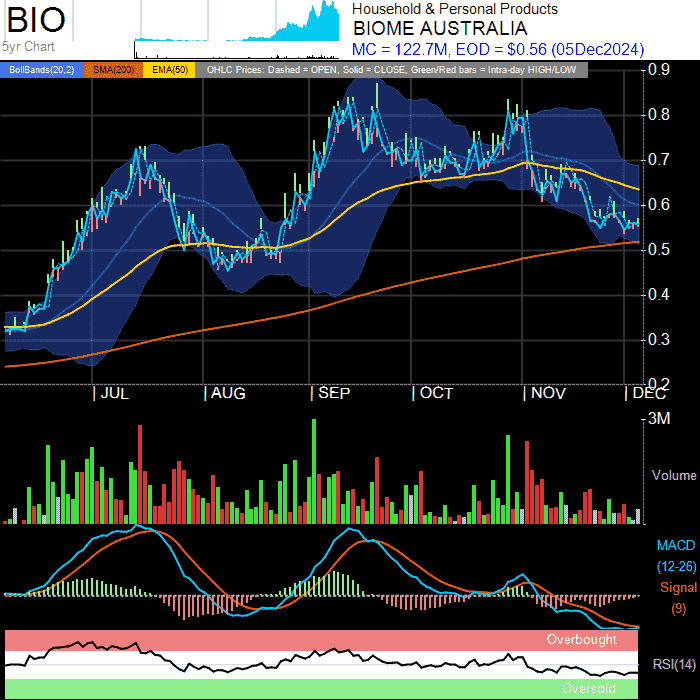 BIO
5yr Chart
Household & Personal Products
BIOME AUSTRALIA
MC = 122.7M, EOD = $0.56 (05Dec2024)
BollBands(20,2) SMA(200) EMA(50) OHLC Prices: Dashed = OPEN, Solid = CLOSE, Green/Red bars = Intra-day HIGH/LOW
0.9
0.8
0.7
0.6
0.5
0.4
0.3
0.2
JUL AUG SEP OCT NOV DEC
3M
Volume
MACD
(12-26)
Signal
(9)
Overbought
RSI(14)
Oversold